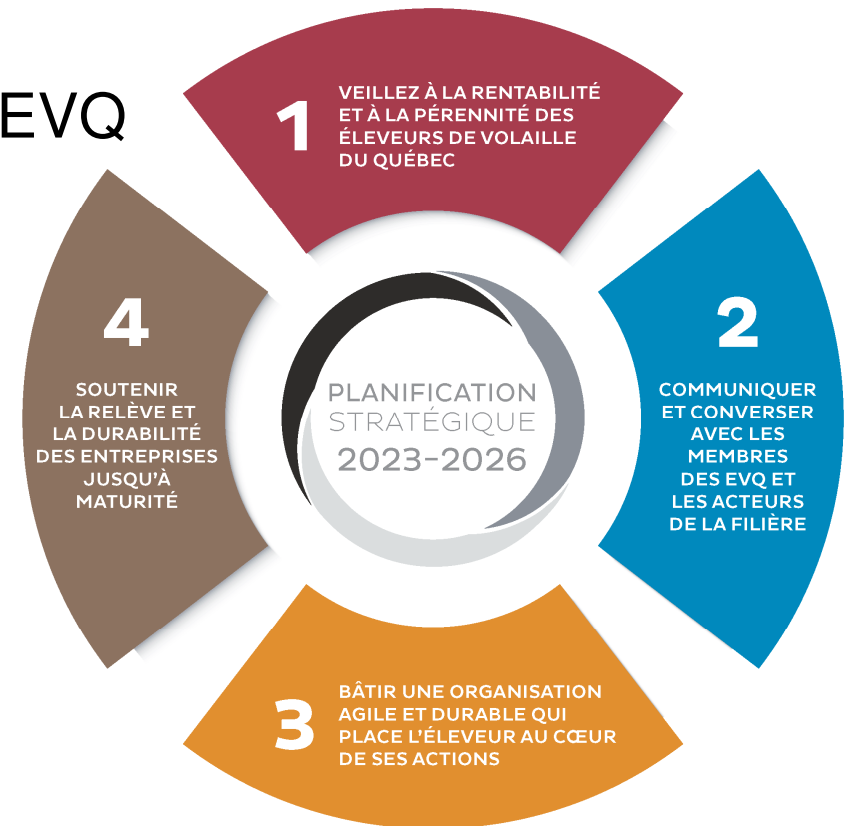 EVQ
1
VEILLEZ À LA RENTABILITÉ
ET À LA PÉRENNITÉ DES
ÉLEVEURS DE VOLAILLE
DU QUÉBEC
2
COMMUNIQUER
ET CONVERSER
AVEC LES
MEMBRES
DES EVQ ET
LES ACTEURS
DE LA FILIÈRE
3
BÂTIR UNE ORGANISATION
AGILE ET DURABLE QUI
PLACE L'ÉLEVEUR AU CŒUR
DE SES ACTIONS
4
SOUTENIR
LA RELÈVE ET
LA DURABILITÉ
DES ENTREPRISES
JUSQU'À
MATURITÉ
PLANIFICATION
STRATÉGIQUE
2023-2026